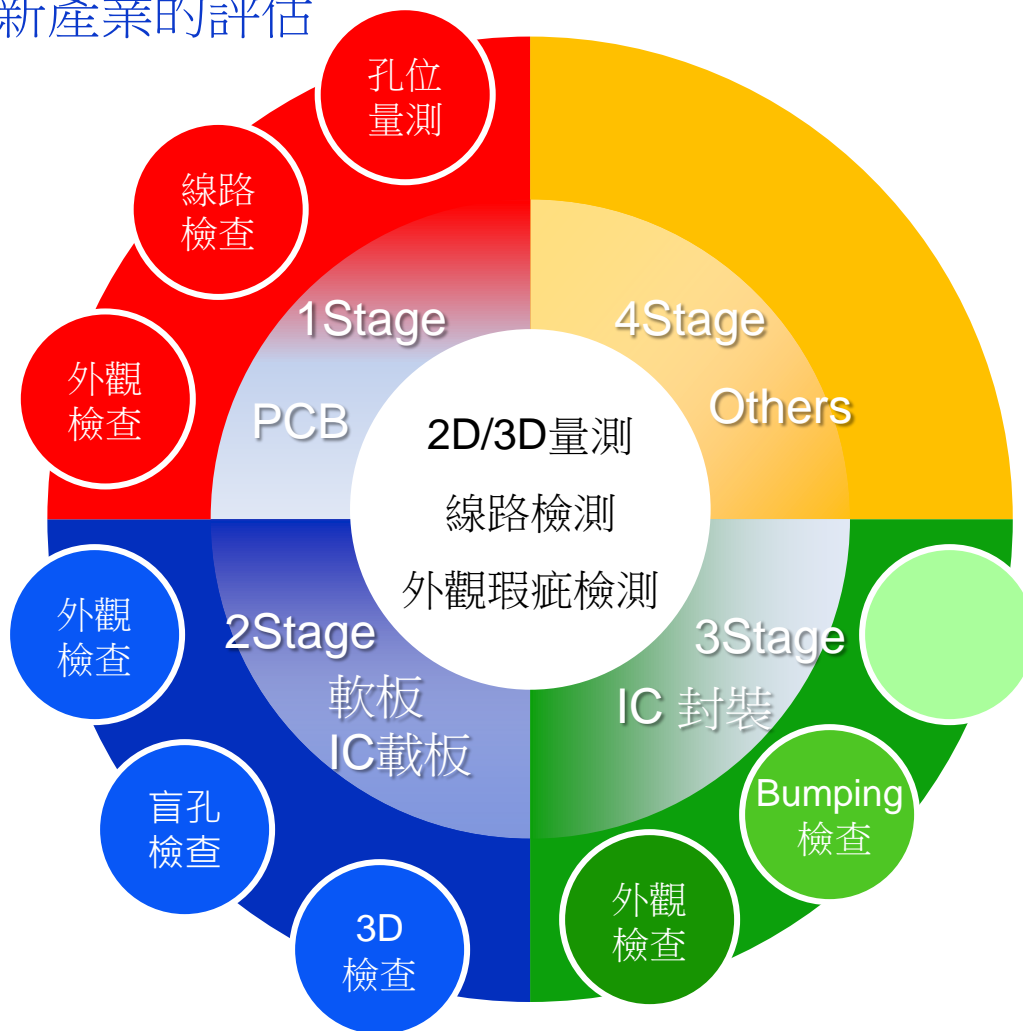 新產業的評估
孔位
量測
線路
檢查
外觀
檢查
1Stage
PCB
4Stage
Others
2D/3D量測
線路檢測
外觀瑕疵檢測
2Stage
軟板
IC載板
3Stage
IC 封裝
外觀
檢查
盲孔
檢查
3D
檢查
外觀
檢查
Bumping
檢查